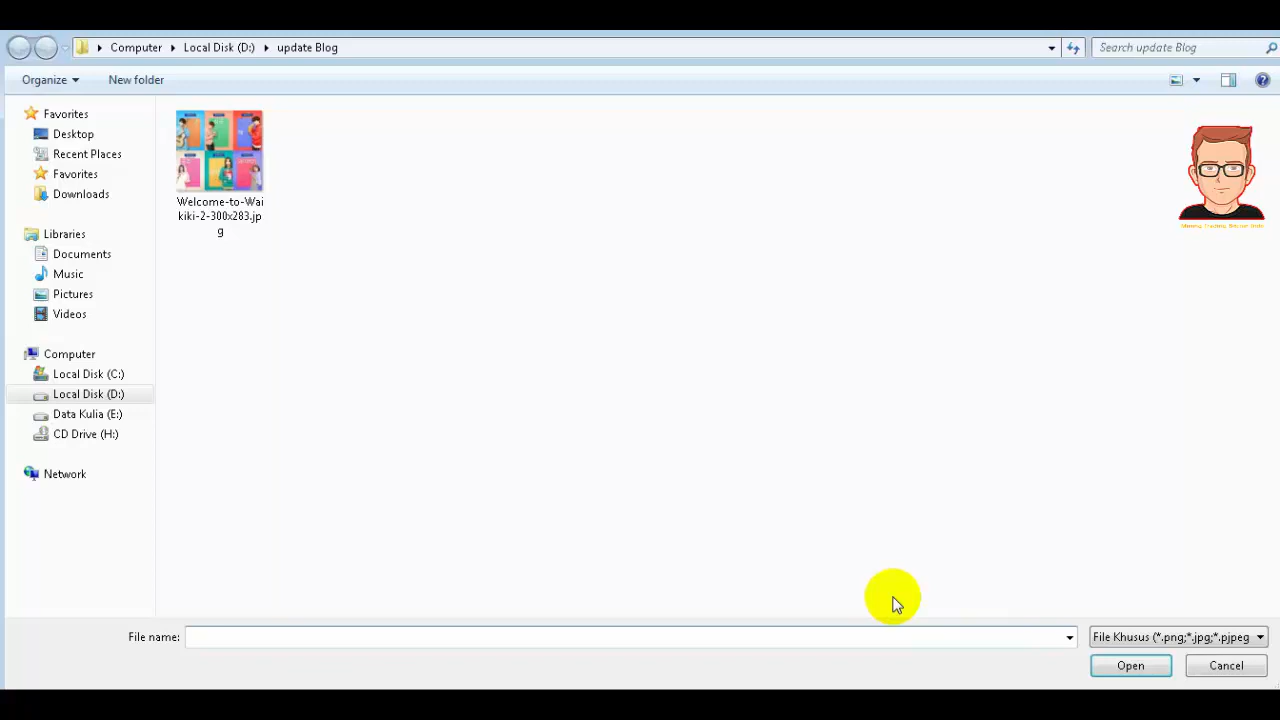 Computer Local Disk (D:) update Blog
Search update Blog
Organize
New folder
Favorites
Desktop
Recent Places
Favorites
Downloads
Libraries
Documents
Music
Pictures
Videos
Computer
Local Disk (C:)
Local Disk (D:)
Data Kulia (E:)
CD Drive (H:)
Network
Welcome-to-Wai
kiki-2-300x283.jp
g
File name:
File Khusus (*.png;*.jpg;*.pjpeg
Open
Cancel